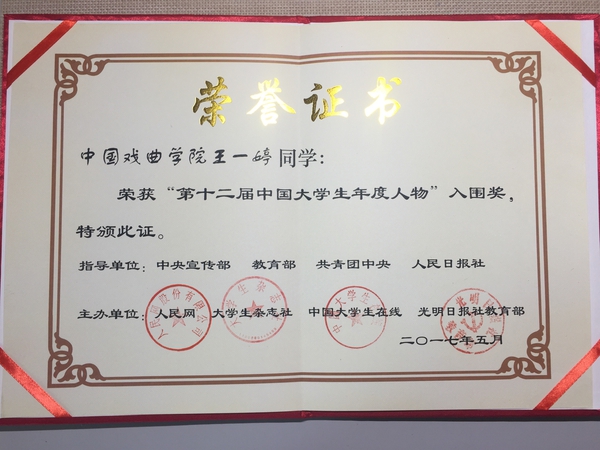 荣誉证书
中国戏曲学院王一婷同学:
荣获“第十二届中国大学生年度人物”入围奖,
特颁此证。
指导单位: 中央宣传部 教育部 共青团中央 人民日报社
主办单位: 人民网 大学生杂志社 中国大学生在线 光明日报社教育部
二〇一七年五月